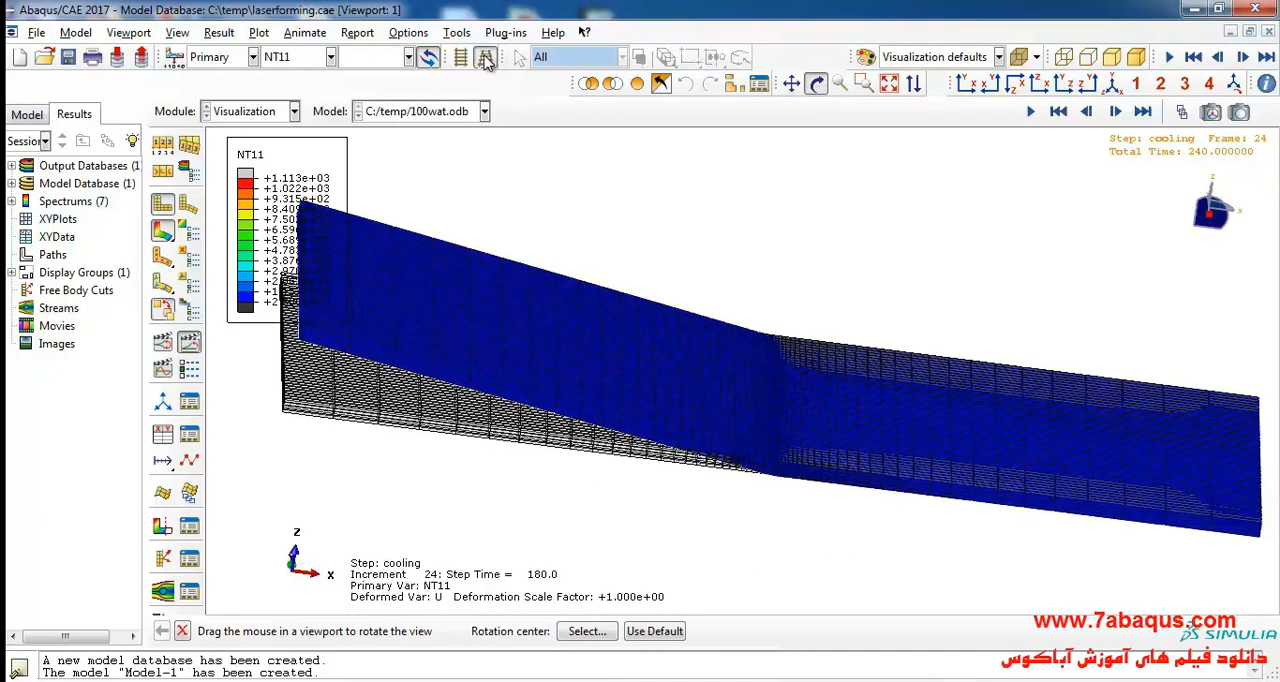 Abaqus/CAE 2017 - Model Database: C:\temp\laserforming.cae [Viewport: 1]
File Model Viewport View Result Plot Animate Report Options Tools Plug-ins Help
Primary NT11 All Visualization defaults
1 2 3 4
Model Results Module: Visualization Model: C:/temp/100wat.odb
Sessio
Output Databases (1
Model Database (1)
Spectrums (7)
XYPlots
XYData
Paths
Display Groups (1)
Free Body Cuts
Streams
Movies
Images
NT11
+1.113e+03
+1.022e+03
+9.315e+02
+8.409
+7.50
+6.59
+5.68
+4.78
+3.87
Step: cooling Frame: 24
Total Time: 240.000000
z
x
Z
X
Step: cooling
Increment 24: Step Time = 180.0
Primary Var: NT11
Deformed Var: U Deformation Scale Factor: +1.000e+00
www.7abaqus.com
SIMULIA
Drag the mouse in a viewport to rotate the view Rotation center: Select... Use Default
دانلود فیلم های آموزش آباکوس
A new model database has been created.
The model "Model-1" has been created.